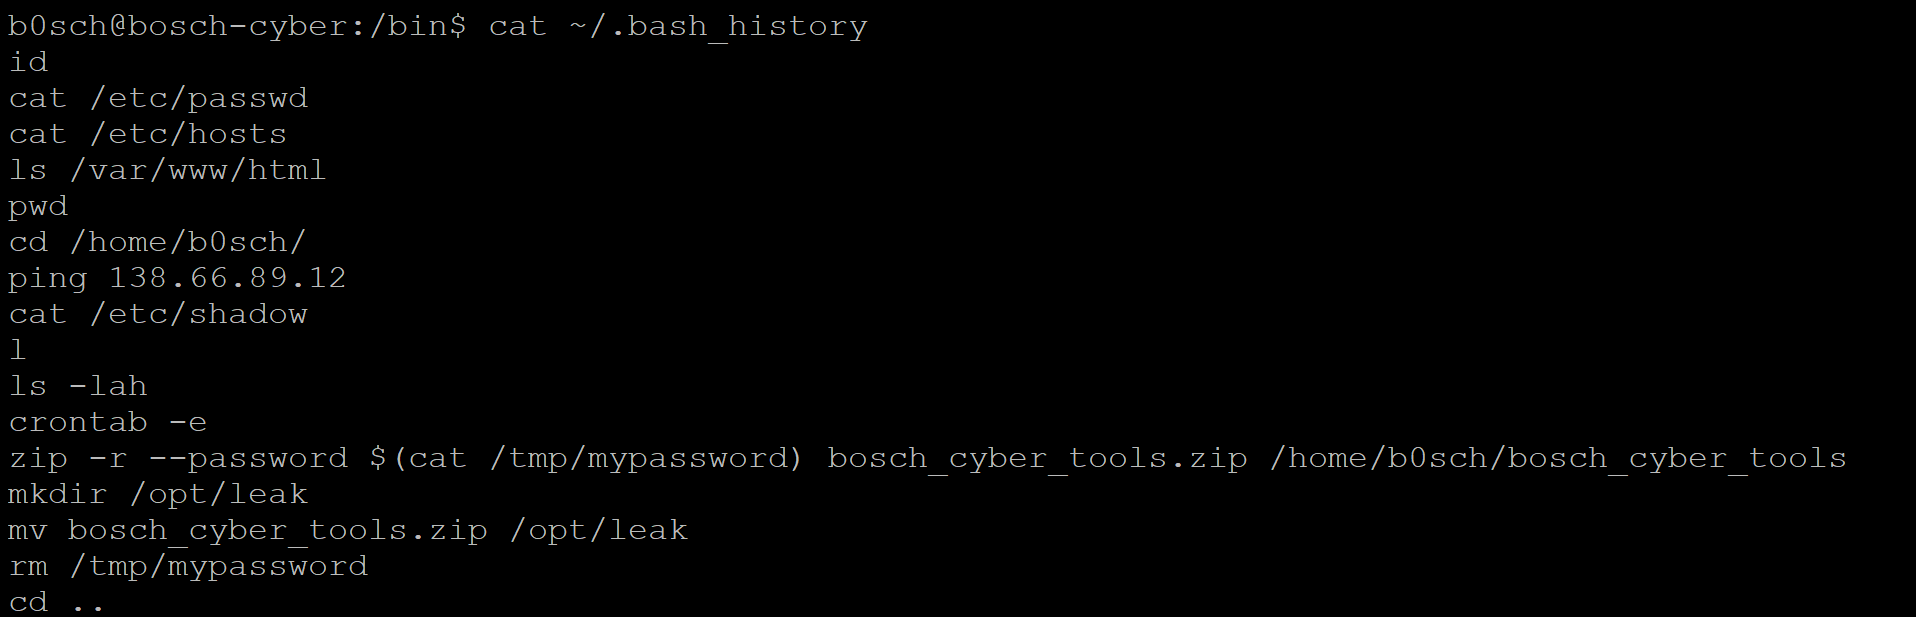 b0sch@bosch-cyber:/bin$ cat ~/.bash_history
id
cat /etc/passwd
cat /etc/hosts
ls /var/www/html
pwd
cd /home/b0sch/
ping 138.66.89.12
cat /etc/shadow
l
ls -lah
crontab -e
zip -r --password $(cat /tmp/mypassword) bosch_cyber_tools.zip /home/b0sch/bosch_cyber_tools
mkdir /opt/leak
mv bosch_cyber_tools.zip /opt/leak
rm /tmp/mypassword
cd ..